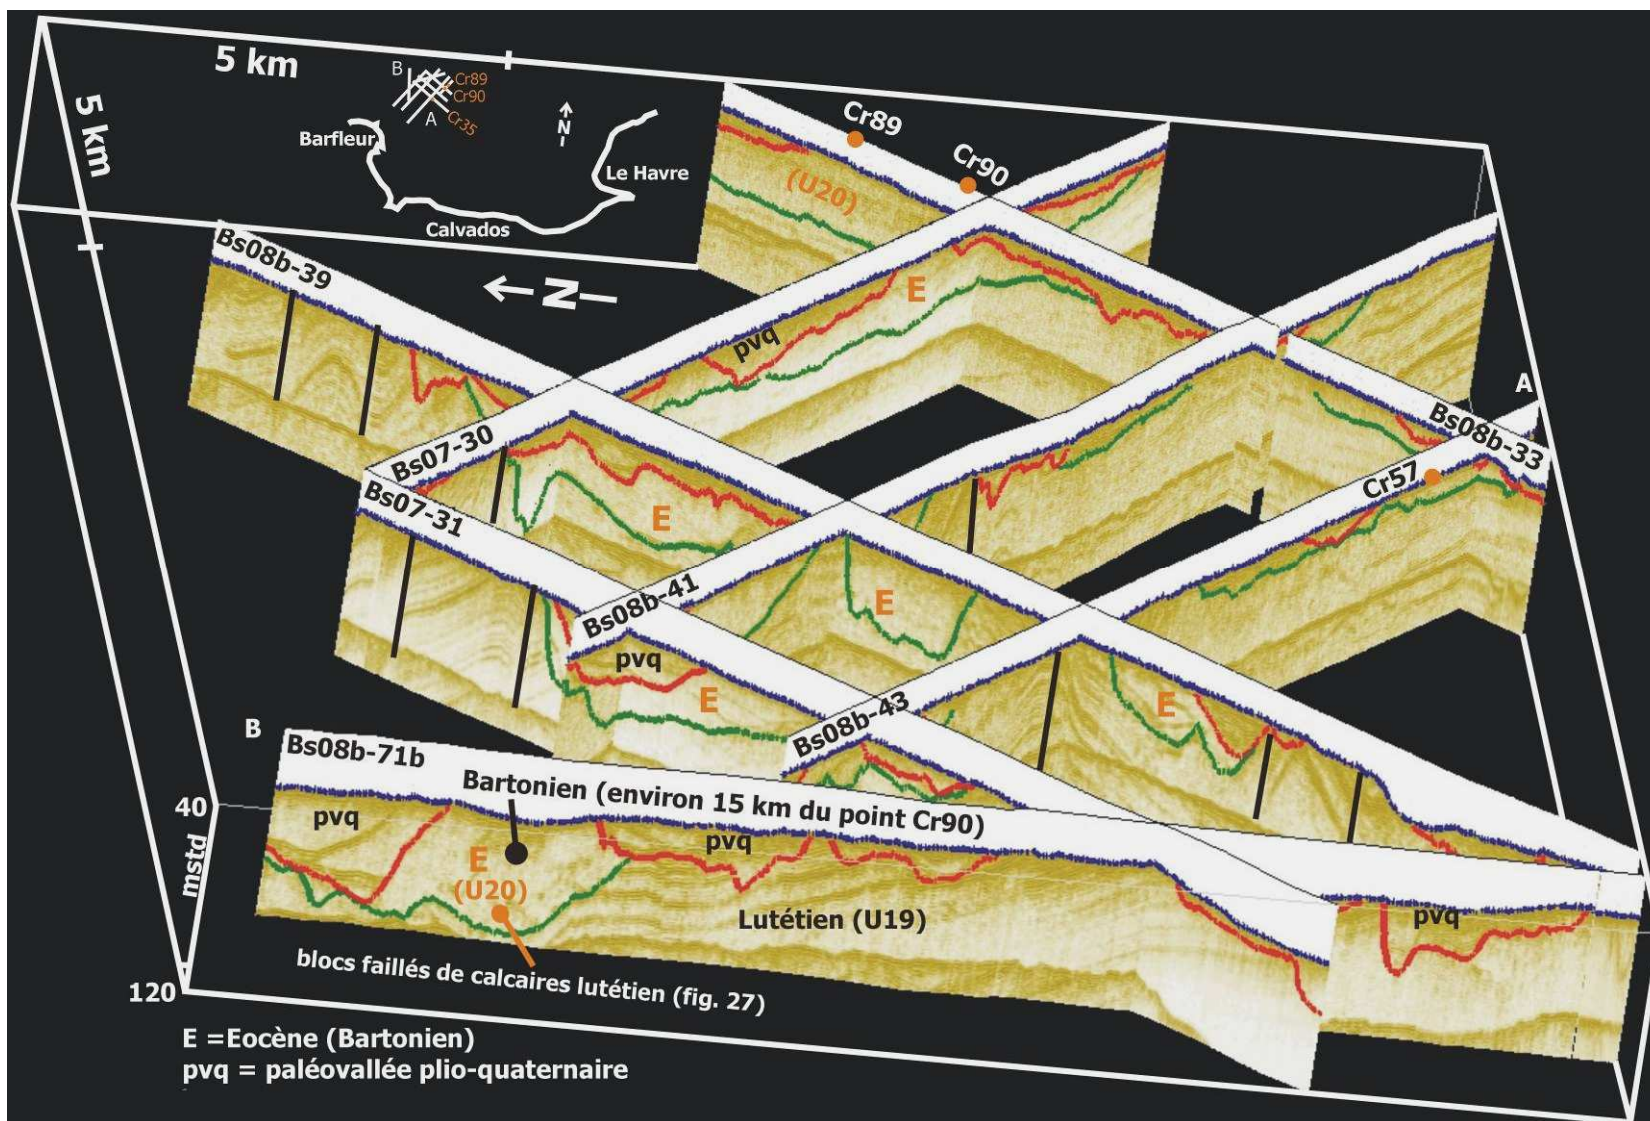 5 km
5 km
B
Cr89
Cr90
A
Cr35
N
Barfleur
Le Havre
Calvados
Cr89
Cr90
(U20)
N
Bs08b-39
E
pvq
A
Bs08b-33
Cr57
Bs07-30
Bs07-31
E
Bs08b-41
E
pvq
E
E
Bs08b-43
B
Bs08b-71b
Bartonien (environ 15 km du point Cr90)
40
pvq
pvq
E
(U20)
mstd
Lutétien (U19)
pvq
blocs faillés de calcaires lutétien (fig. 27)
120
E =Eocène (Bartonien)
pvq = paléovallée plio-quaternaire